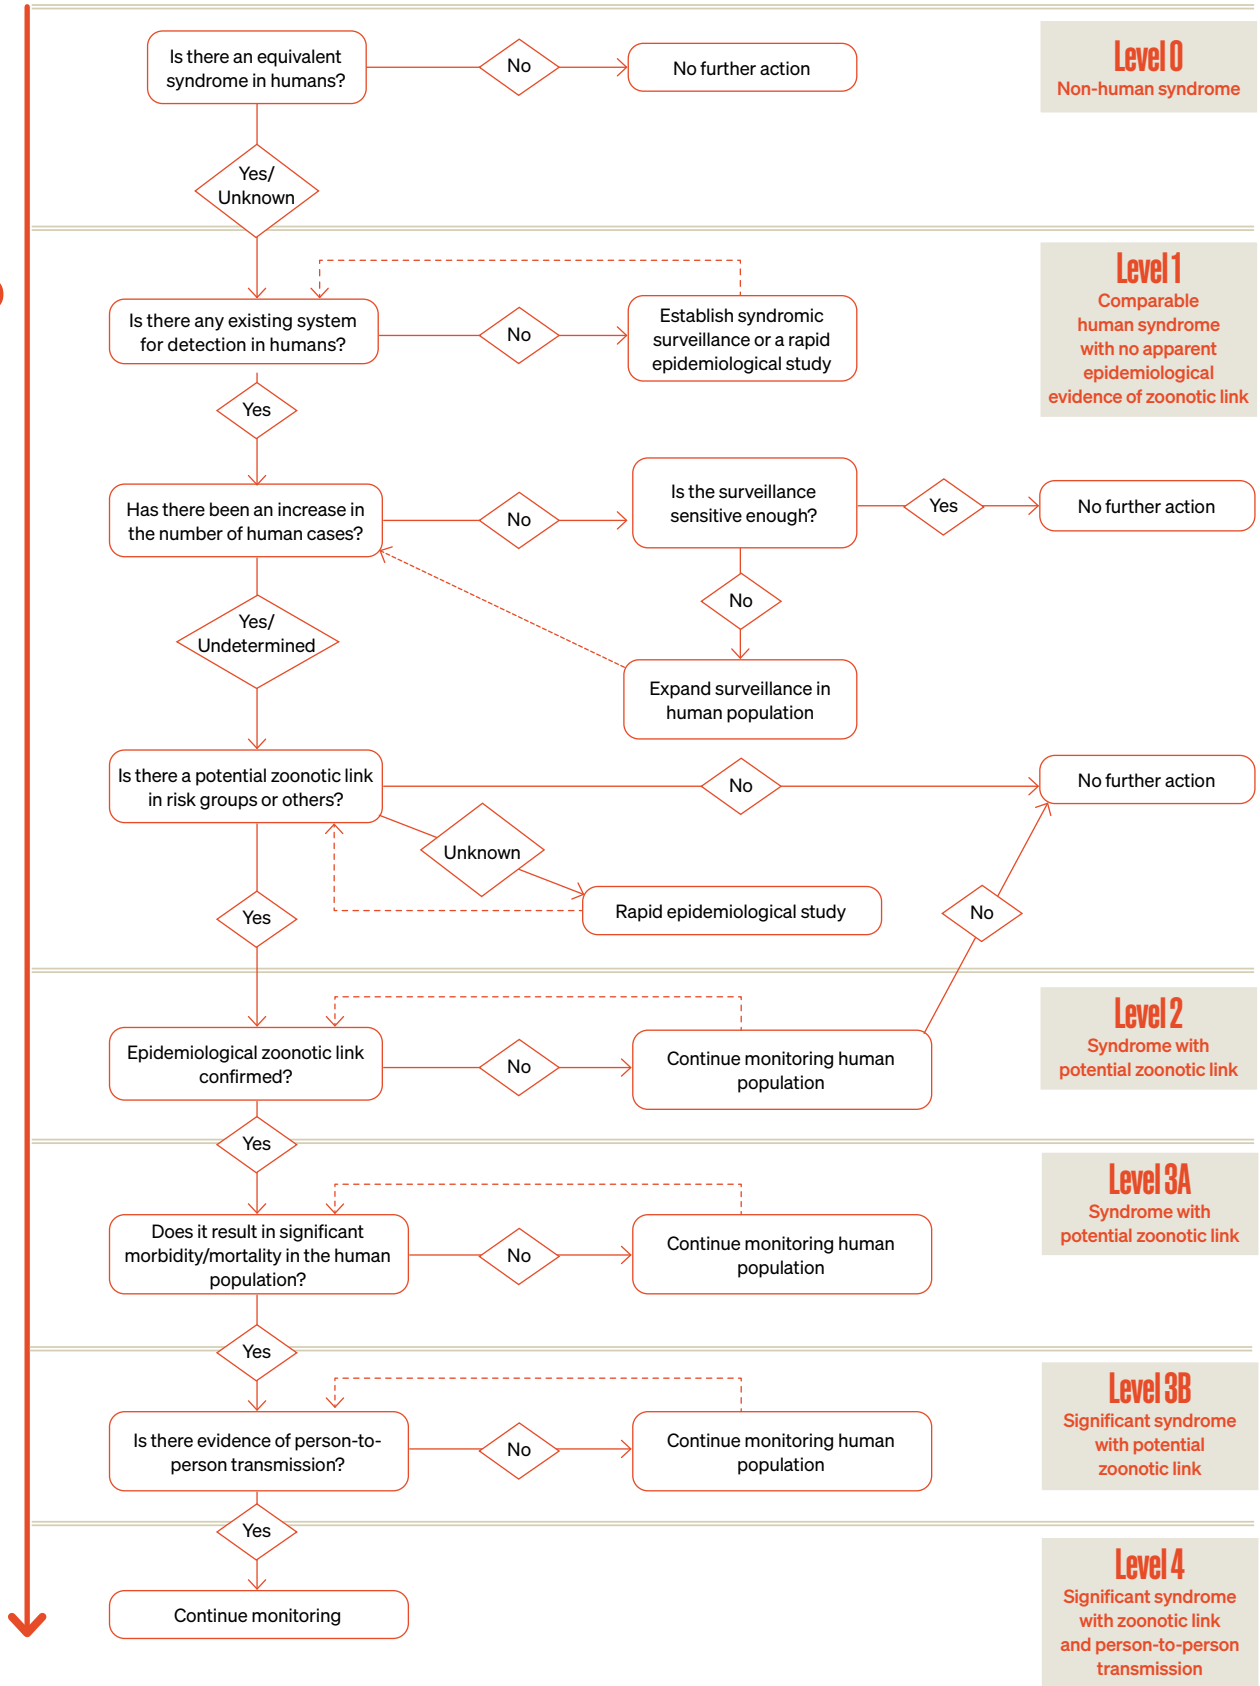 Is there an equivalent
syndrome in humans?
No
No further action
Level 0
Non-human syndrome
Yes/
Unknown
Level 1
Comparable
human syndrome
with no apparent
epidemiological
evidence of zoonotic link
Is there any existing system
for detection in humans?
No
Establish syndromic
surveillance or a rapid
epidemiological study
Yes
Has there been an increase in
the number of human cases?
No
Is the surveillance
sensitive enough?
Yes
No further action
No
Yes/
Undetermined
Expand surveillance in
human population
Is there a potential zoonotic link
in risk groups or others?
No
No further action
Unknown
Rapid epidemiological study
Yes
No
Level 2
Syndrome with
potential zoonotic link
Epidemiological zoonotic link
confirmed?
No
Continue monitoring human
population
Yes
Level 3A
Syndrome with
potential zoonotic link
Does it result in significant
morbidity/mortality in the human
population?
No
Continue monitoring human
population
Yes
Level 3B
Significant syndrome
with potential
zoonotic link
Is there evidence of person-to-
person transmission?
No
Continue monitoring human
population
Yes
Level 4
Significant syndrome
with zoonotic link
and person-to-person
transmission
Continue monitoring